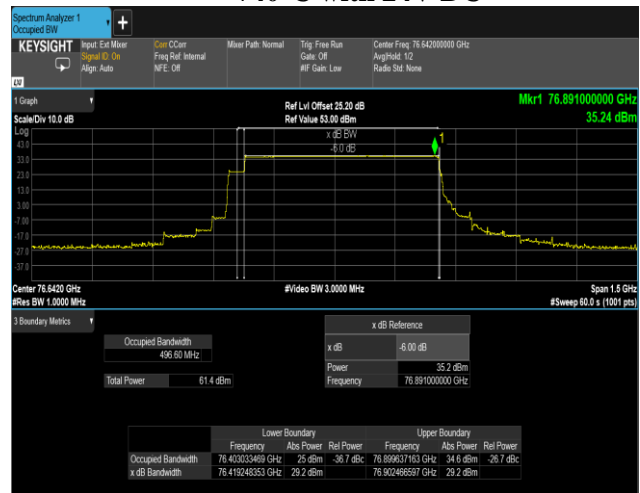 Spectrum Analyzer 1
Occupied BW
+
KEYSIGHT
Input: Ext Mixer
Signal ID: On
Align: Auto
Corr CCorr
Freq Ref: Internal
NFE: Off
Mixer Path: Normal
Trig: Free Run
Gate: Off
#IF Gain: Low
Center Freq: 76.642000000 GHz
Avg|Hold: 1/2
Radio Std: None
LXI
1 Graph
Ref Lvl Offset 25.20 dB
Mkr1 76.891000000 GHz
Scale/Div 10.0 dB
Ref Value 53.00 dBm
35.24 dBm
Log
x dB BW
-6.0 dB
1
43.0
33.0
23.0
13.0
3.00
-7.00
-17.0
-27.0
-37.0
Center 76.6420 GHz
#Video BW 3.0000 MHz
Span 1.5 GHz
#Res BW 1.0000 MHz
#Sweep 60.0 s (1001 pts)
3 Boundary Metrics
Occupied Bandwidth
496.60 MHz
Total Power 61.4 dBm
x dB Reference
x dB -6.00 dB
Power 35.2 dBm
Frequency 76.891000000 GHz
Lower Boundary Upper Boundary
Frequency Abs Power Rel Power Frequency Abs Power Rel Power
Occupied Bandwidth 76.403033469 GHz 25 dBm -36.7 dBc 76.899637163 GHz 34.6 dBm -26.7 dBc
x dB Bandwidth 76.419248353 GHz 29.2 dBm 76.902466597 GHz 29.2 dBm